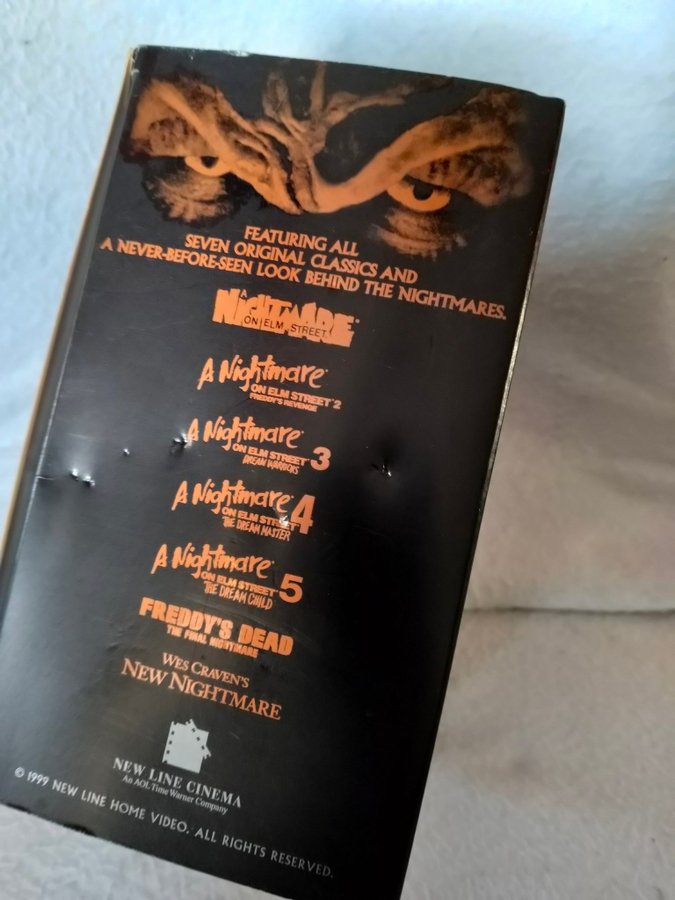 FEATURING ALL
SEVEN ORIGINAL CLASSICS AND
A NEVER-BEFORE-SEEN LOOK BEHIND THE NIGHTMARES.
A
NIGHTMARE
ON ELM STREET
A Nightmare
ON ELM STREET 2
FREDDY'S REVENGE
A Nightmare
ON ELM STREET 3
DREAM WARRIORS
A Nightmare
ON ELM STREET 4
THE DREAM MASTER
A Nightmare
ON ELM STREET 5
THE DREAM CHILD
FREDDY'S DEAD
THE FINAL NIGHTMARE
WES CRAVEN'S
NEW NIGHTMARE
NEW LINE CINEMA
An AOL Time Warner Company
© 1999 NEW LINE HOME VIDEO. ALL RIGHTS RESERVED.